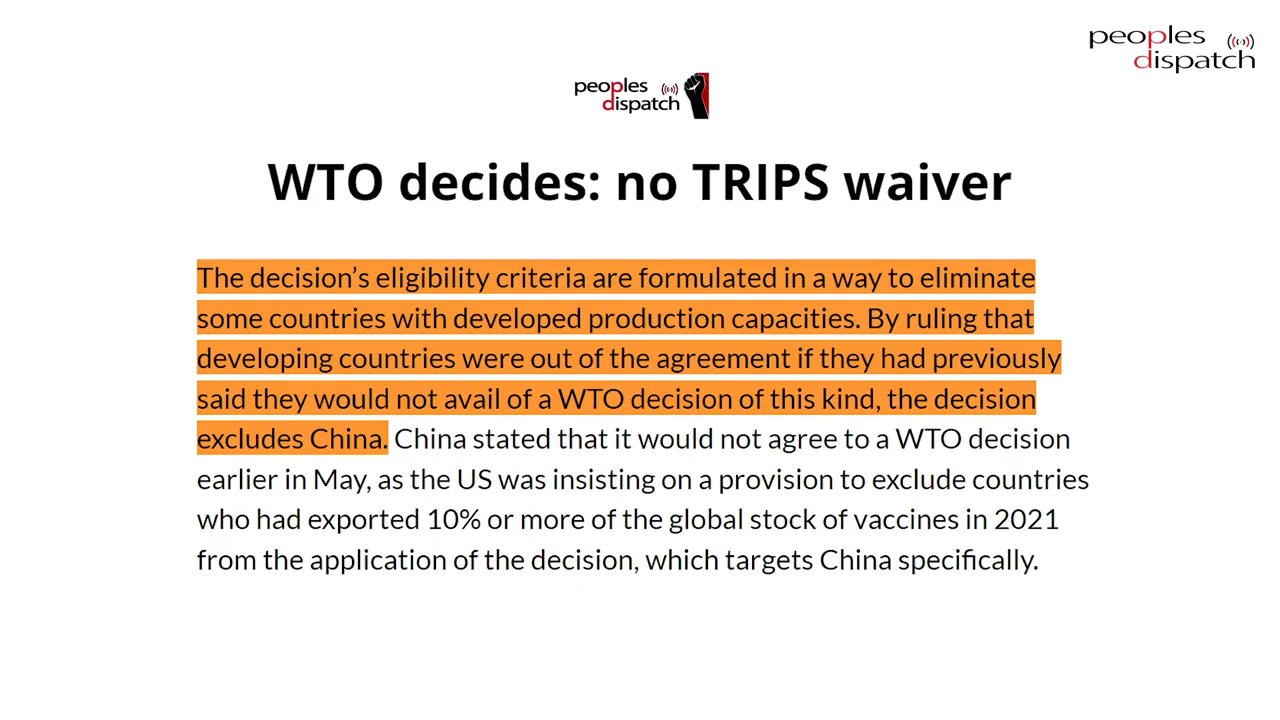 peoples
dispatch
peoples
dispatch
WTO decides: no TRIPS waiver
The decision’s eligibility criteria are formulated in a way to eliminate
some countries with developed production capacities. By ruling that
developing countries were out of the agreement if they had previously
said they would not avail of a WTO decision of this kind, the decision
excludes China. China stated that it would not agree to a WTO decision
earlier in May, as the US was insisting on a provision to exclude countries
who had exported 10% or more of the global stock of vaccines in 2021
from the application of the decision, which targets China specifically.